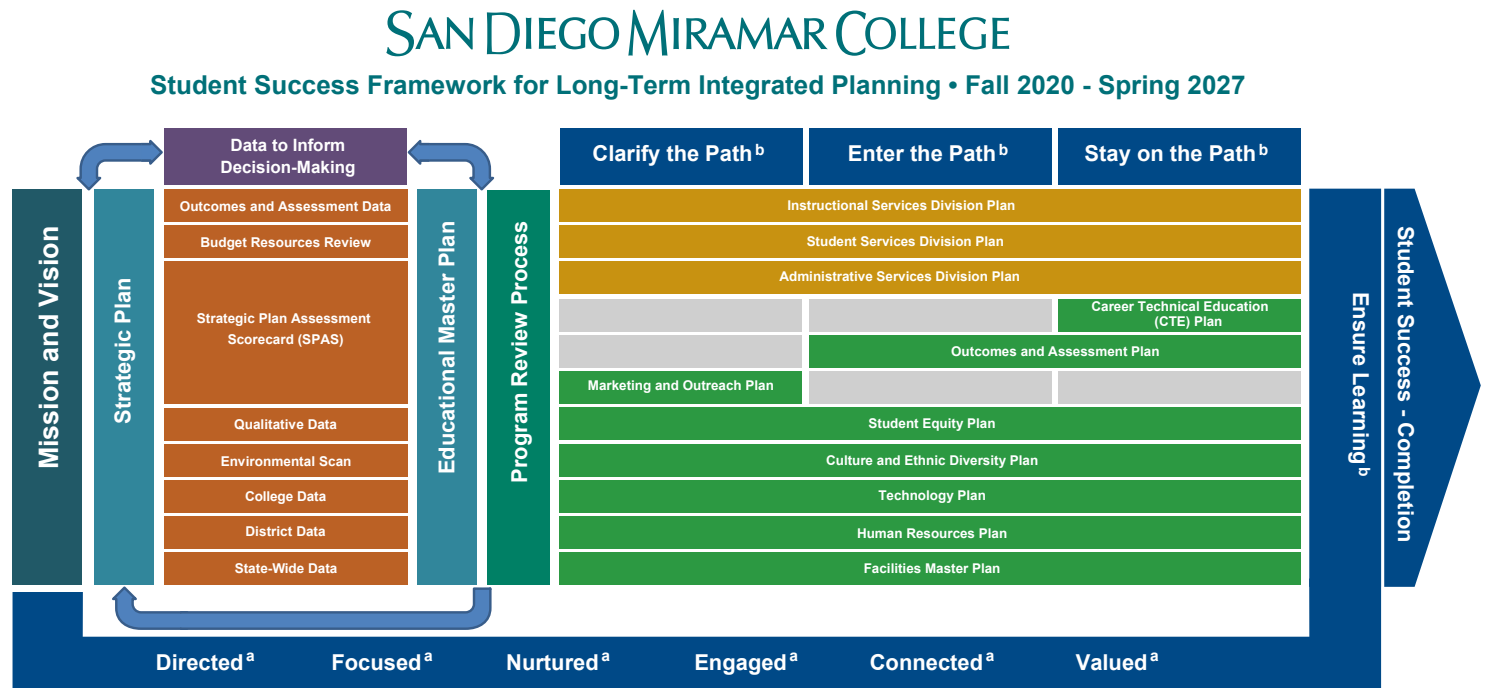 SAN DIEGO MIRAMAR COLLEGE
Student Success Framework for Long-Term Integrated Planning • Fall 2020 - Spring 2027
Mission and Vision
Strategic Plan
Data to Inform
Decision-Making
Outcomes and Assessment Data
Budget Resources Review
Strategic Plan Assessment
Scorecard (SPAS)
Qualitative Data
Environmental Scan
College Data
District Data
State-Wide Data
Educational Master Plan
Program Review Process
Clarify the Path b
Enter the Path b
Stay on the Path b
Instructional Services Division Plan
Student Services Division Plan
Administrative Services Division Plan
Career Technical Education
(CTE) Plan
Outcomes and Assessment Plan
Marketing and Outreach Plan
Student Equity Plan
Culture and Ethnic Diversity Plan
Technology Plan
Human Resources Plan
Facilities Master Plan
Ensure Learning b
Student Success - Completion
Directed a Focused a Nurtured a Engaged a Connected a Valued a